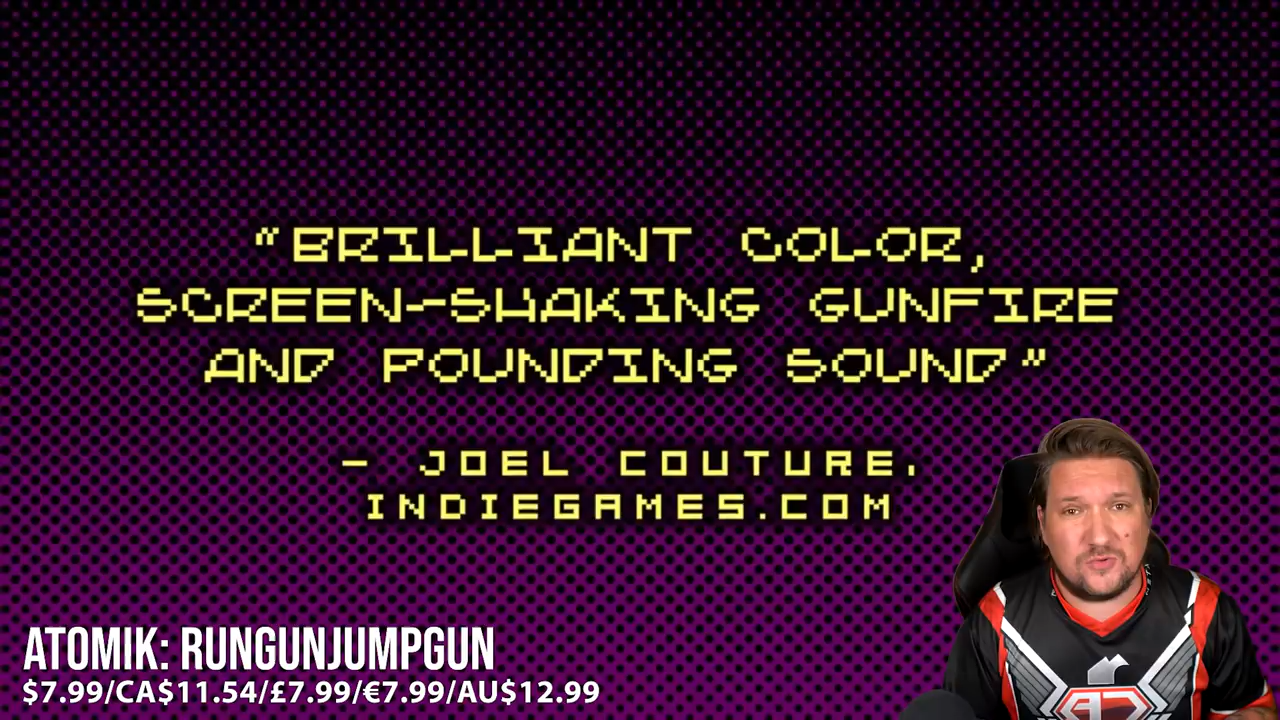 "BRILLIANT COLOR,
SCREEN-SHAKING GUNFIRE
AND POUNDING SOUND"
- JOEL COUTURE,
INDIEGAMES.COM
ATOMIK: RUNGUNJUMPGUN
$7.99/CA$11.54/£7.99/€7.99/AU$12.99